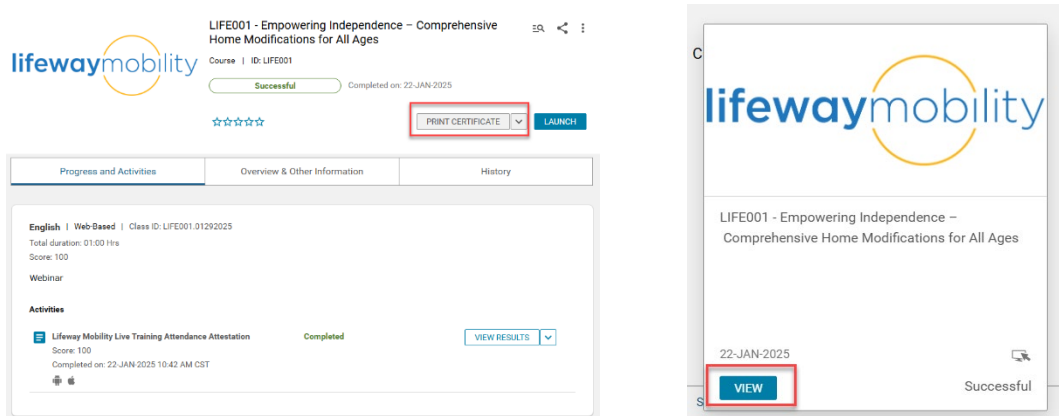 LIFE001 - Empowering Independence – Comprehensive
Home Modifications for All Ages
lifewaymobility
Course | ID: LIFE001
Successful
Completed on: 22-JAN-2025
PRINT CERTIFICATE
LAUNCH
Progress and Activities
Overview & Other Information
History
English | Web-Based | Class ID: LIFE001.01292025
Total duration: 01:00 Hrs
Score: 100
Webinar
Activities
Lifeway Mobility Live Training Attendance Attestation
Completed
VIEW RESULTS
Score: 100
Completed on: 22-JAN-2025 10:42 AM CST
C
lifewaymobility
LIFE001 - Empowering Independence –
Comprehensive Home Modifications for All Ages
22-JAN-2025
S
VIEW
Successful